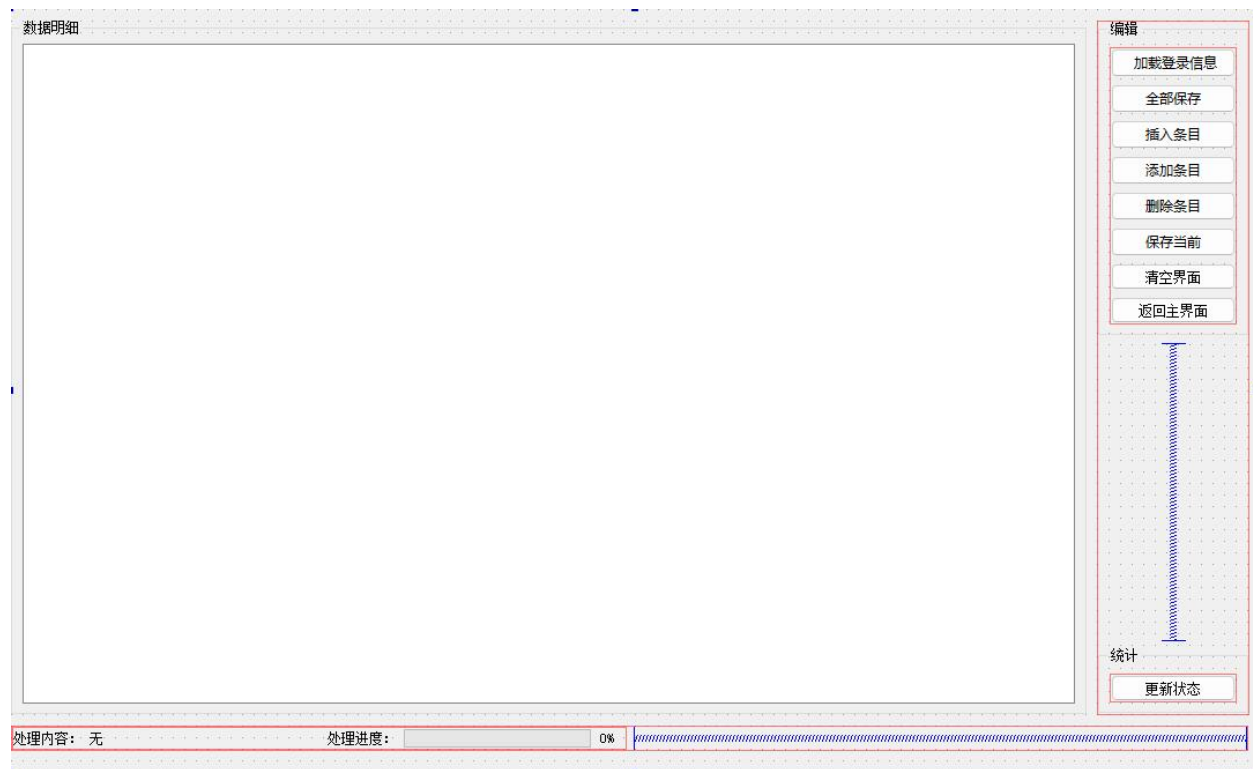 数据明细
编辑
加载登录信息
全部保存
插入条目
添加条目
删除条目
保存当前
清空界面
返回主界面
统计
更新状态
处理内容：无 处理进度： 0%